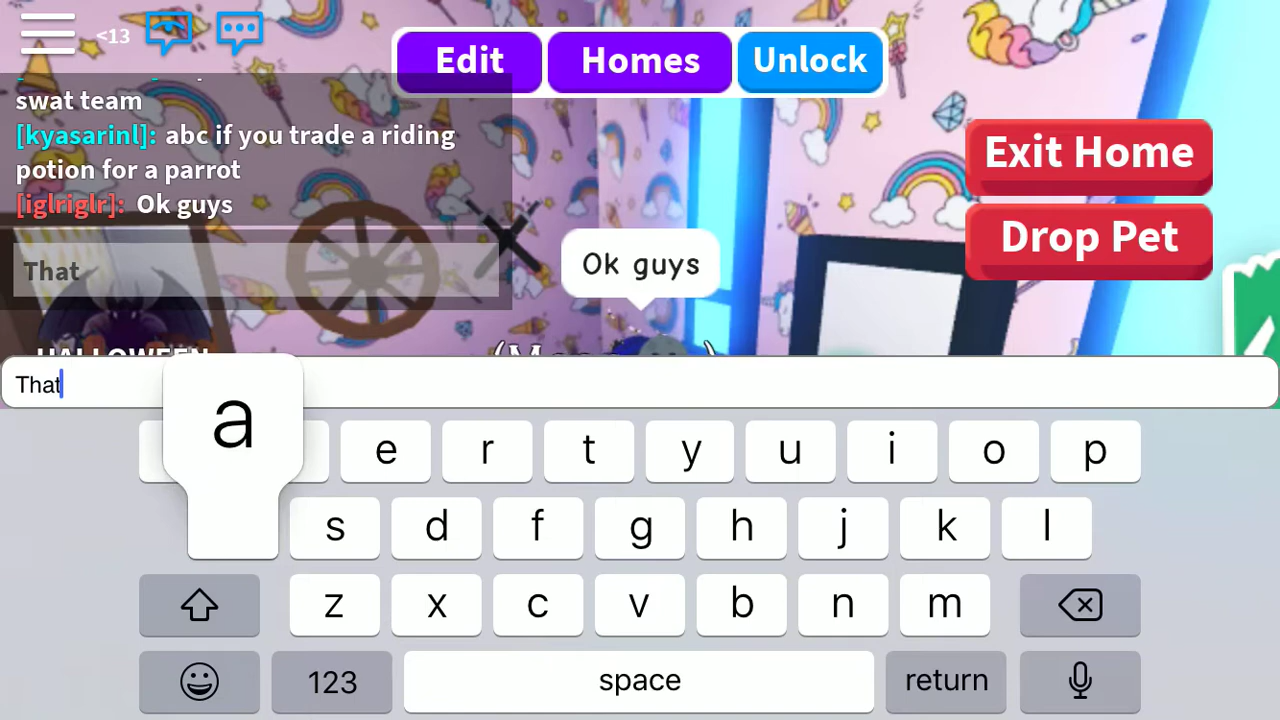 <13
Edit
Homes
Unlock
swat team
[kyasarinl]: abc if you trade a riding
potion for a parrot
[iglriglr]: Ok guys
That
Ok guys
Exit Home
Drop Pet
HALLOWEEN
That
a
e r t y u i o p
s d f g h j k l
z x c v b n m
123 space return